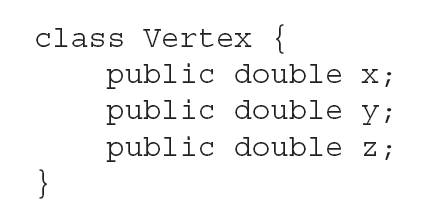 class Vertex {
    public double x;
    public double y;
    public double z;
}